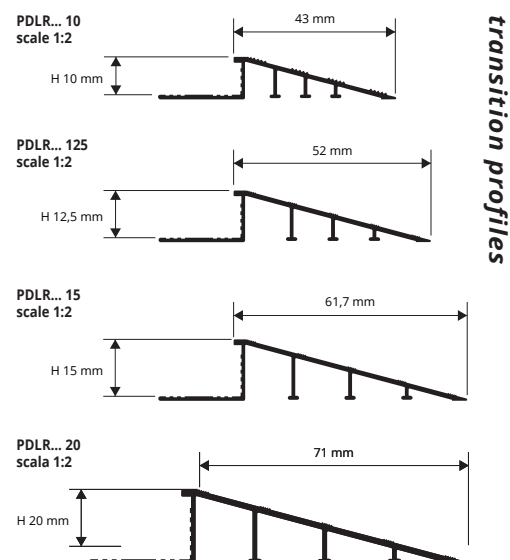 PDLR... 10
scale 1:2
43 mm
H 10 mm
PDLR... 125
scale 1:2
52 mm
H 12,5 mm
PDLR... 15
scale 1:2
61,7 mm
H 15 mm
PDLR... 20
scala 1:2
71 mm
H 20 mm
transition profiles